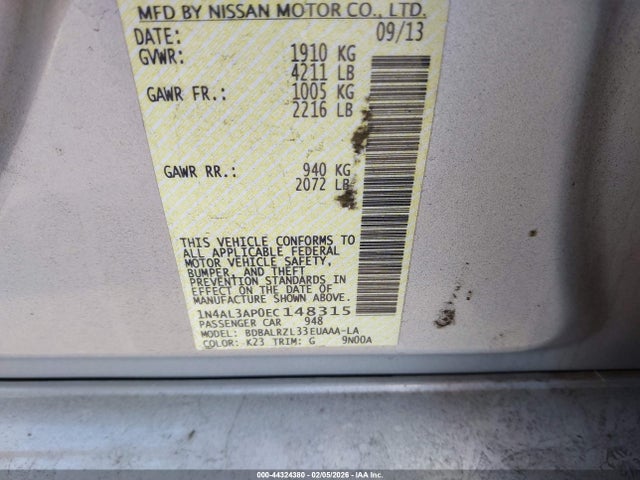 MFD BY NISSAN MOTOR CO., LTD.
DATE: 09/13
GVWR: 1910 KG
4211 LB
GAWR FR.: 1005 KG
2216 LB
GAWR RR.: 940 KG
2072 LB
THIS VEHICLE CONFORMS TO
ALL APPLICABLE FEDERAL
MOTOR VEHICLE SAFETY,
BUMPER, AND THEFT
PREVENTION STANDARDS IN
EFFECT ON THE DATE OF
MANUFACTURE SHOWN ABOVE.
1N4AL3AP0EC148315
PASSENGER CAR 948
MODEL: BDBALRZL33EUAAA-LA
COLOR: K23 TRIM: G 9N00A
000-44324380 - 02/05/2026 - IAA Inc.